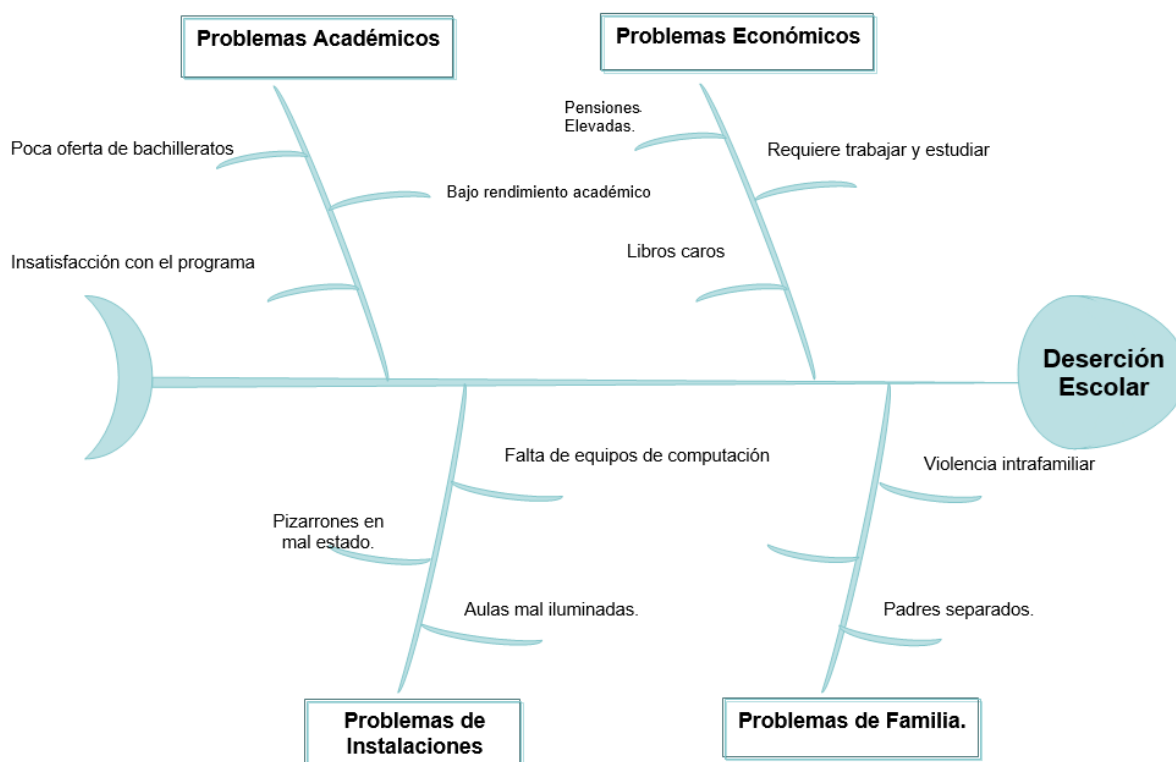 Problemas Académicos
Problemas Económicos
Pensiones
Elevadas.
Poca oferta de bachilleratos
Requiere trabajar y estudiar
Bajo rendimiento académico
Libros caros
Insatisfacción con el programa
Deserción
Escolar
Falta de equipos de computación
Violencia intrafamiliar
Pizarrones en
mal estado.
Aulas mal iluminadas.
Padres separados.
Problemas de
Instalaciones
Problemas de Familia.